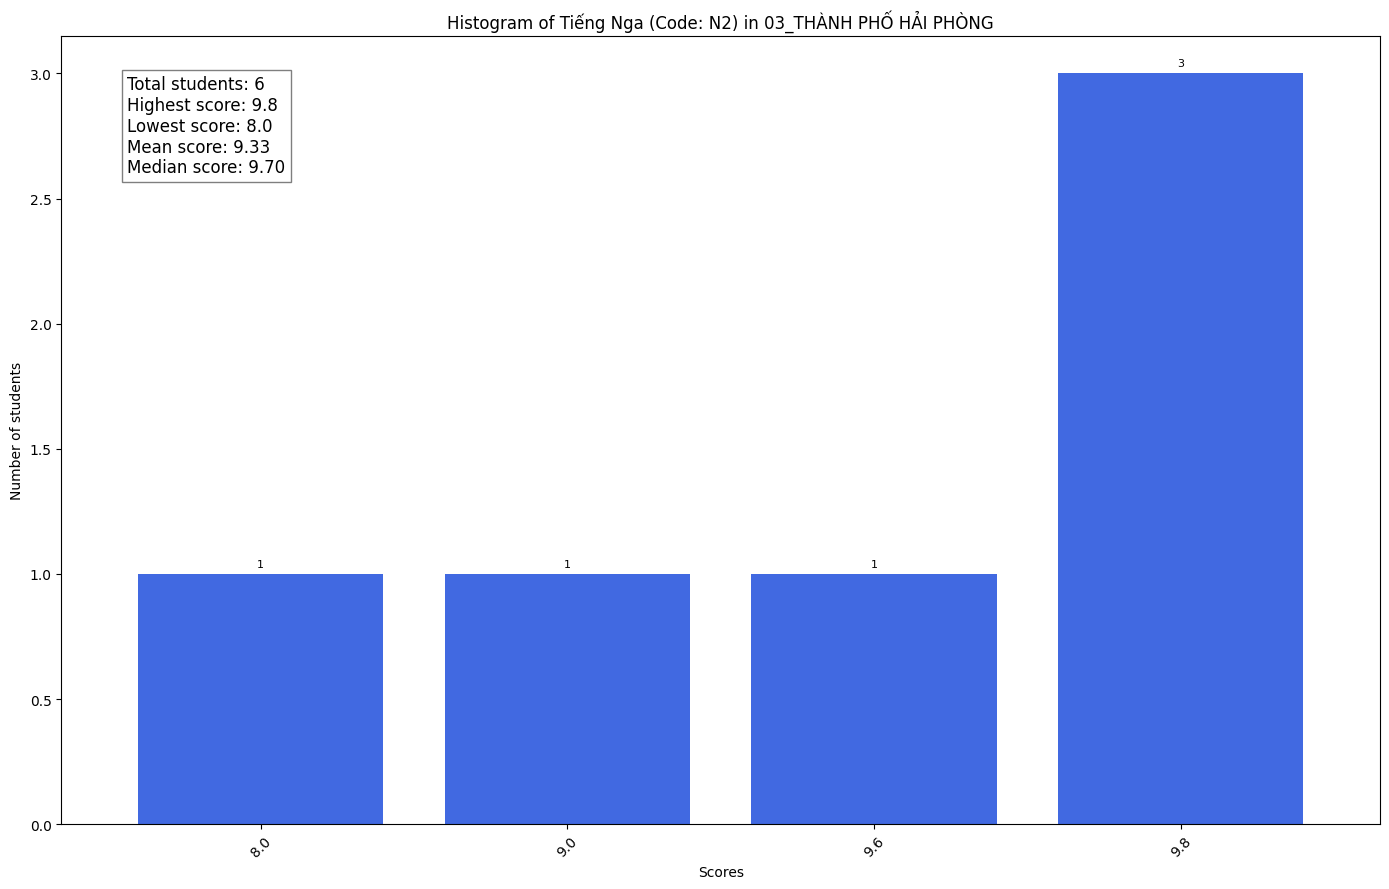 Histogram of Tiếng Nga (Code: N2) in 03_THÀNH PHỐ HẢI PHÒNG
Total students: 6
Highest score: 9.8
Lowest score: 8.0
Mean score: 9.33
Median score: 9.70
Number of students
3.0
2.5
2.0
1.5
1.0
0.5
0.0
1
1
1
3
8.0
9.0
9.6
9.8
Scores